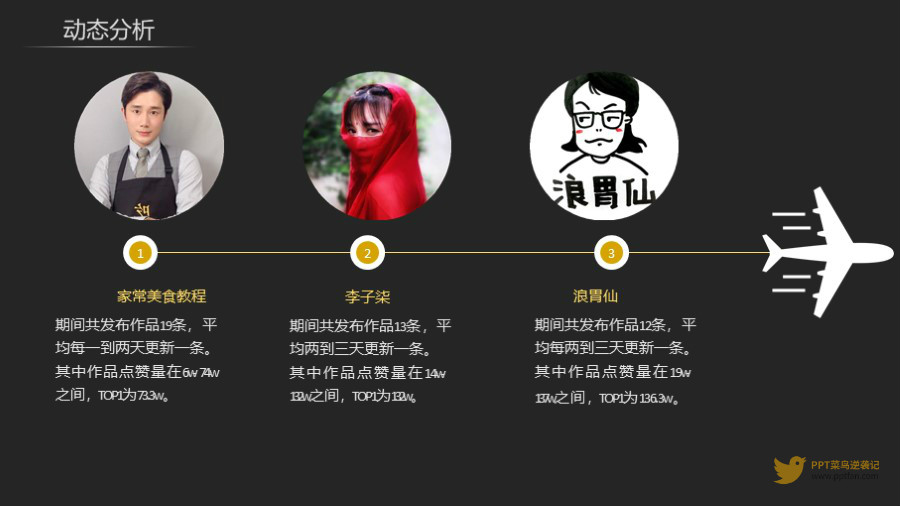 动态分析
浪胃仙
1
2
3
家常美食教程
期间共发布作品19条，平
均每一到两天更新一条。
其中作品点赞量在6w-74w
之间，TOP1为73.3w。
李子柒
期间共发布作品13条，平
均两到三天更新一条。
其中作品点赞量在14w-
132w之间，TOP1为132w。
浪胃仙
期间共发布作品12条，平
均每两到三天更新一条。
其中作品点赞量在19w-
137w之间，TOP1为136.3w。
PPT菜鸟逆袭记